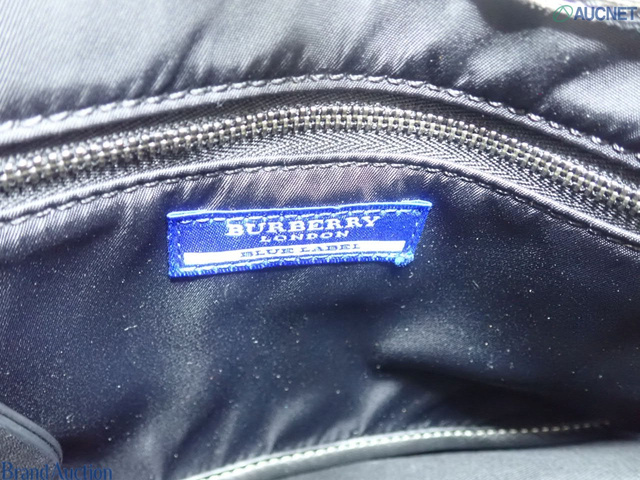 AUCNET
BURBERRY
LONDON
BLUE LABEL
Brand Auction